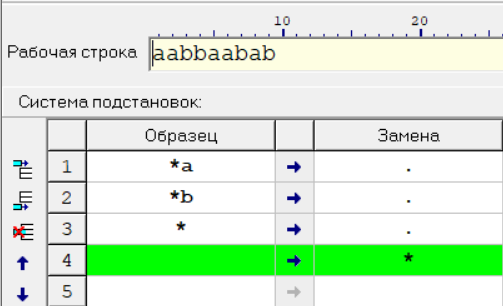 10 20
Рабочая строка aabbaabab
Система подстановок:
Образец Замена
1 *a → .
2 *b → .
3 * → .
4 → *
5 →